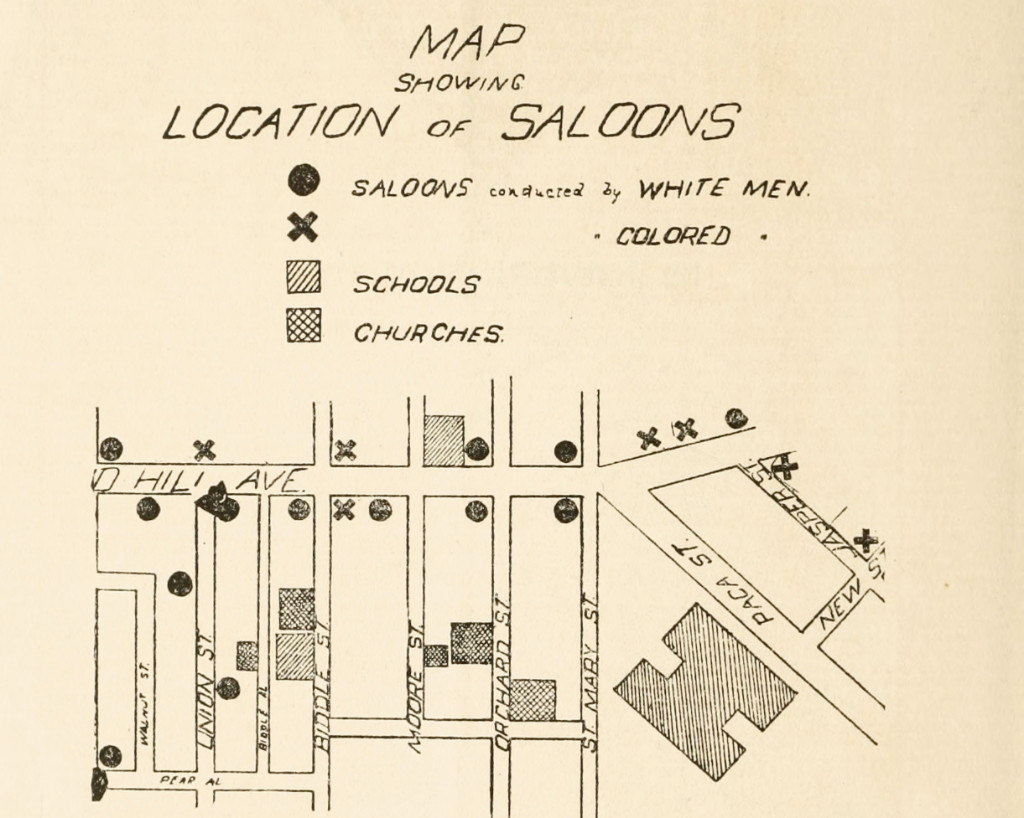 MAP
SHOWING
LOCATION OF SALOONS
SALOONS conducted by WHITE MEN.
" COLORED "
SCHOOLS
CHURCHES.
D HILL AVE.
JASPER ST.
PACA ST.
NEW
WALNUT ST.
UNION ST.
BIDDLE AL
BIDDLE ST.
MOORE ST.
ORCHARD ST.
ST. MARY ST.
PEAR AL